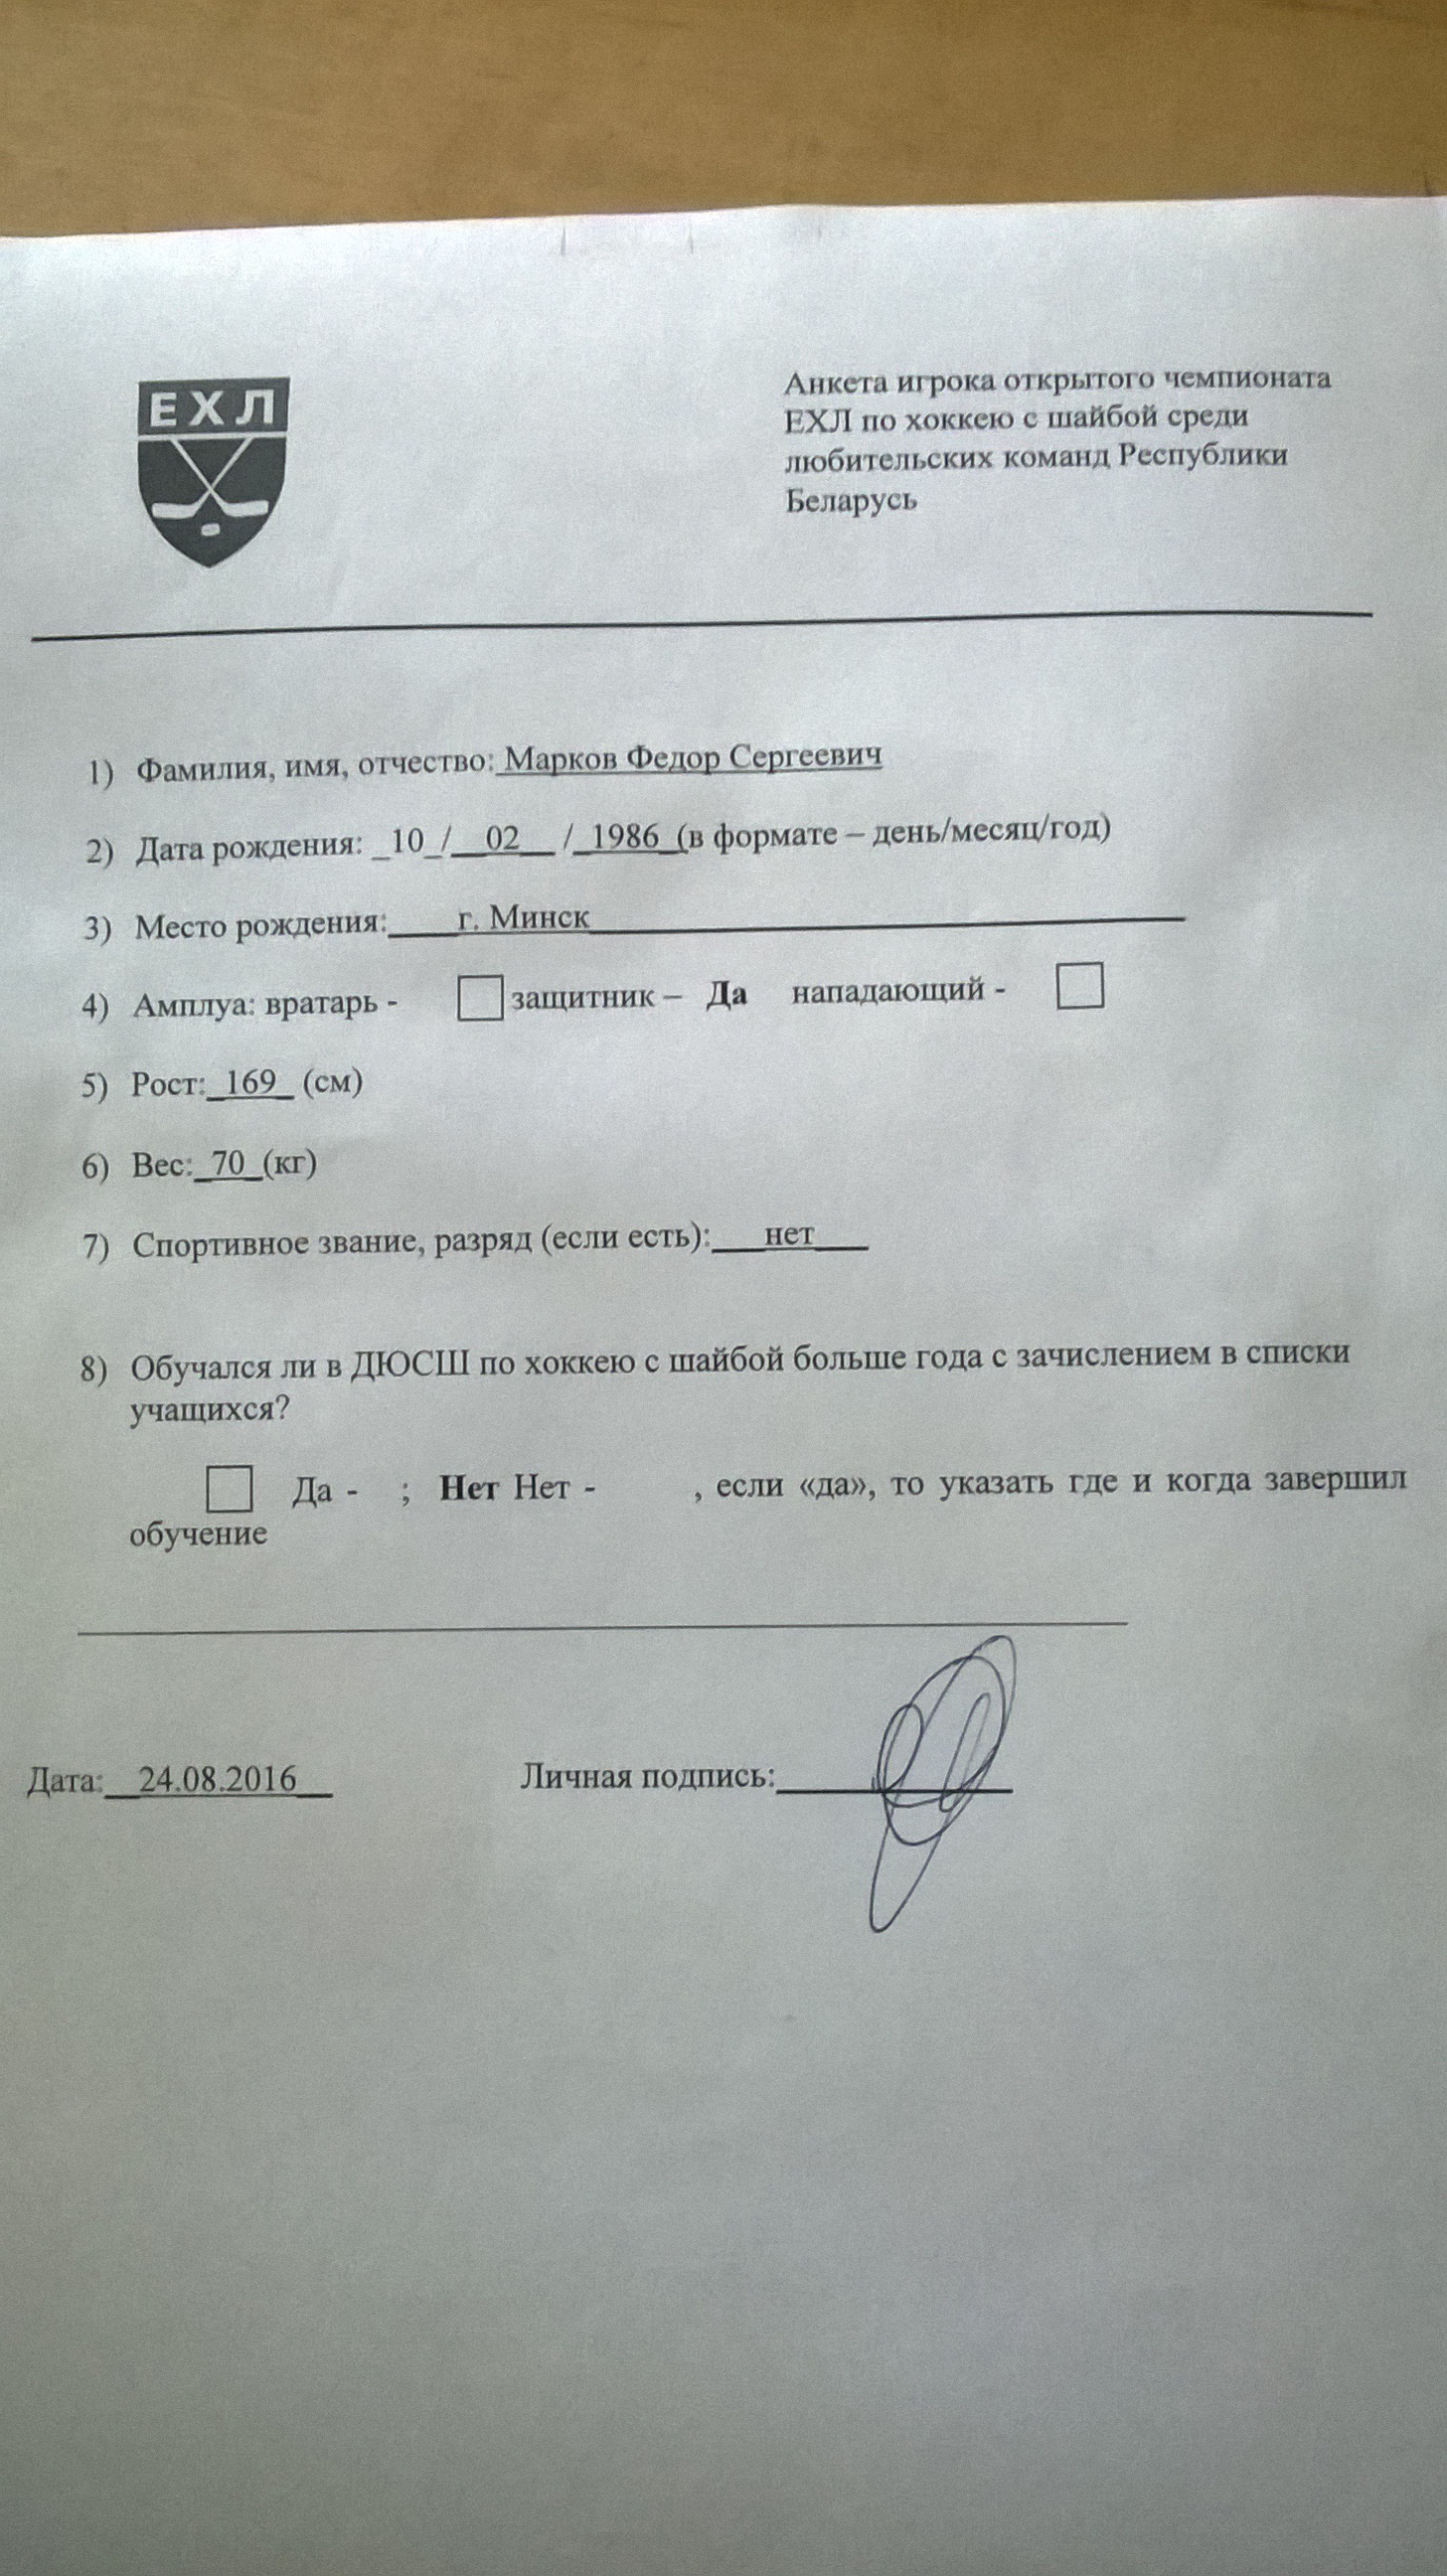 ЕХЛ
Анкета игрока открытого чемпионата
ЕХЛ по хоккею с шайбой среди
любительских команд Республики
Беларусь
1) Фамилия, имя, отчество: Марков Федор Сергеевич
2) Дата рождения: _10_/__02__ /_1986_(в формате – день/месяц/год)
3) Место рождения:____г. Минск____
4) Амплуа: вратарь - защитник – Да нападающий -
5) Рост:_169_ (см)
6) Вес:_70_(кг)
7) Спортивное звание, разряд (если есть):___нет___
8) Обучался ли в ДЮСШ по хоккею с шайбой больше года с зачислением в списки
учащихся?
Да - ; Нет Нет - , если «да», то указать где и когда завершил
обучение
Дата:__24.08.2016__ Личная подпись:____